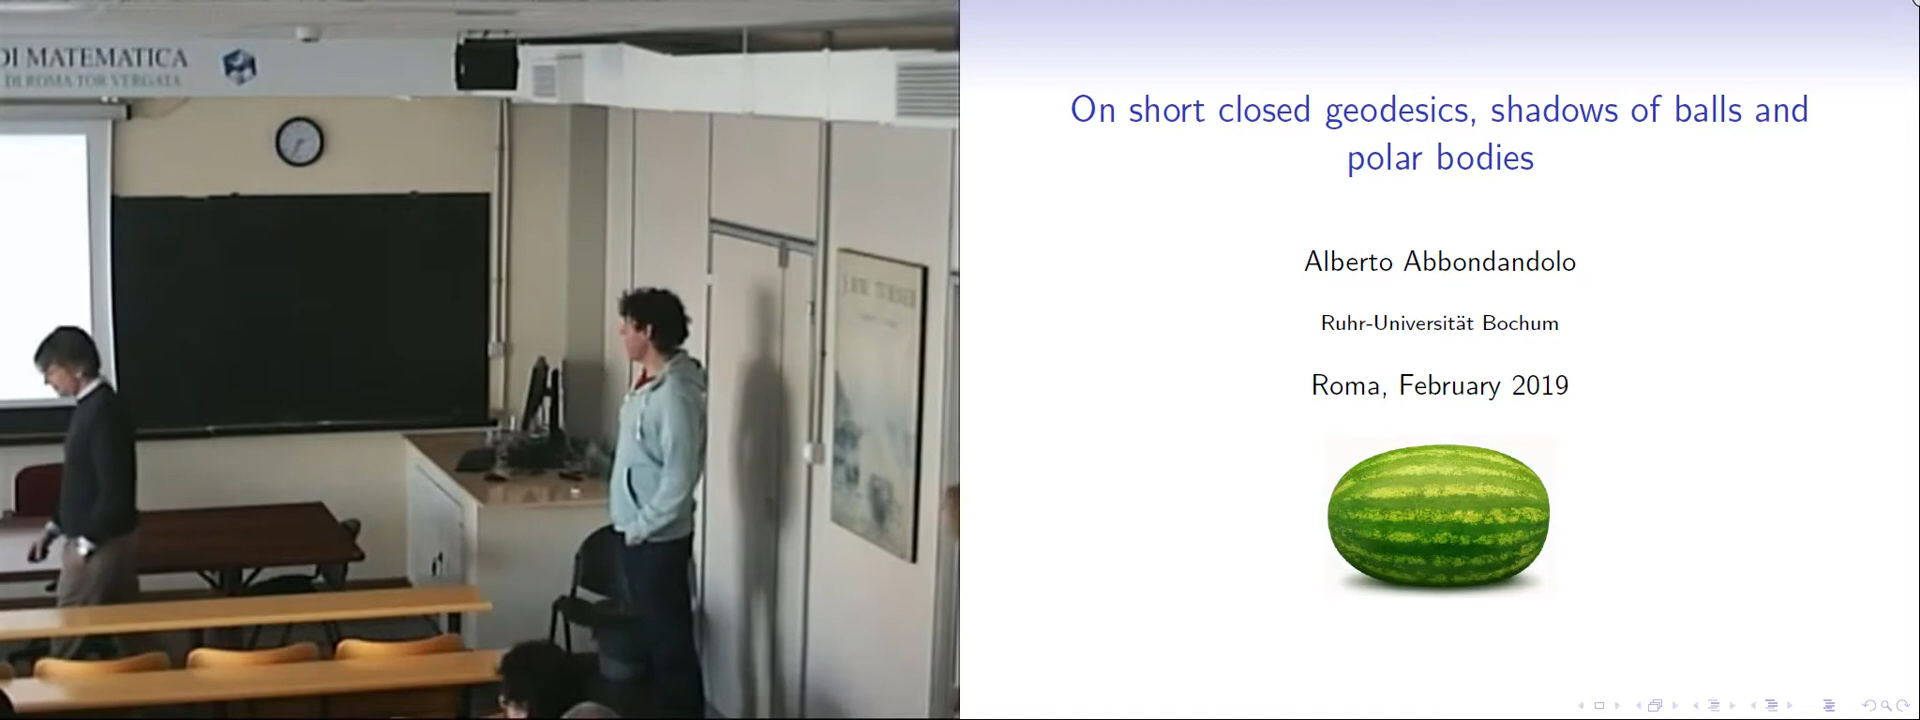 DI MATEMATICA
DI ROMA TOR VERGATA
On short closed geodesics, shadows of balls and
polar bodies
Alberto Abbondandolo
Ruhr-Universität Bochum
Roma, February 2019